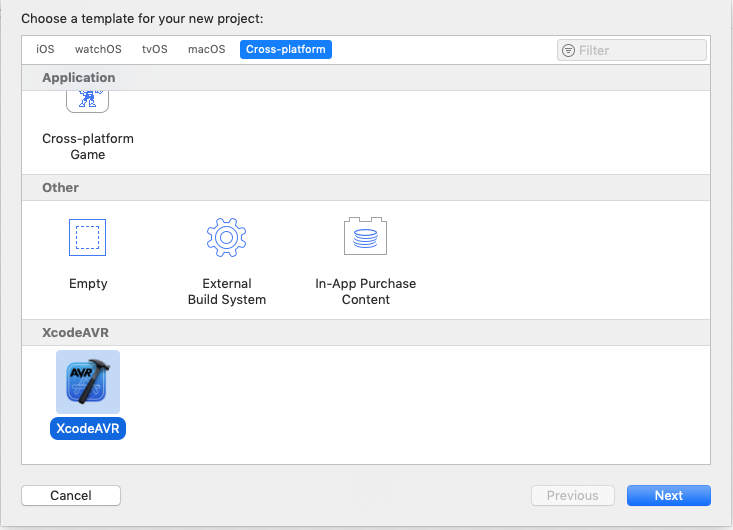 Choose a template for your new project:
iOS watchOS tvOS macOS Cross-platform Filter
Application
Cross-platform
Game
Other
Empty External In-App Purchase
Build System Content
XcodeAVR
AVR
XcodeAVR
Cancel Previous Next